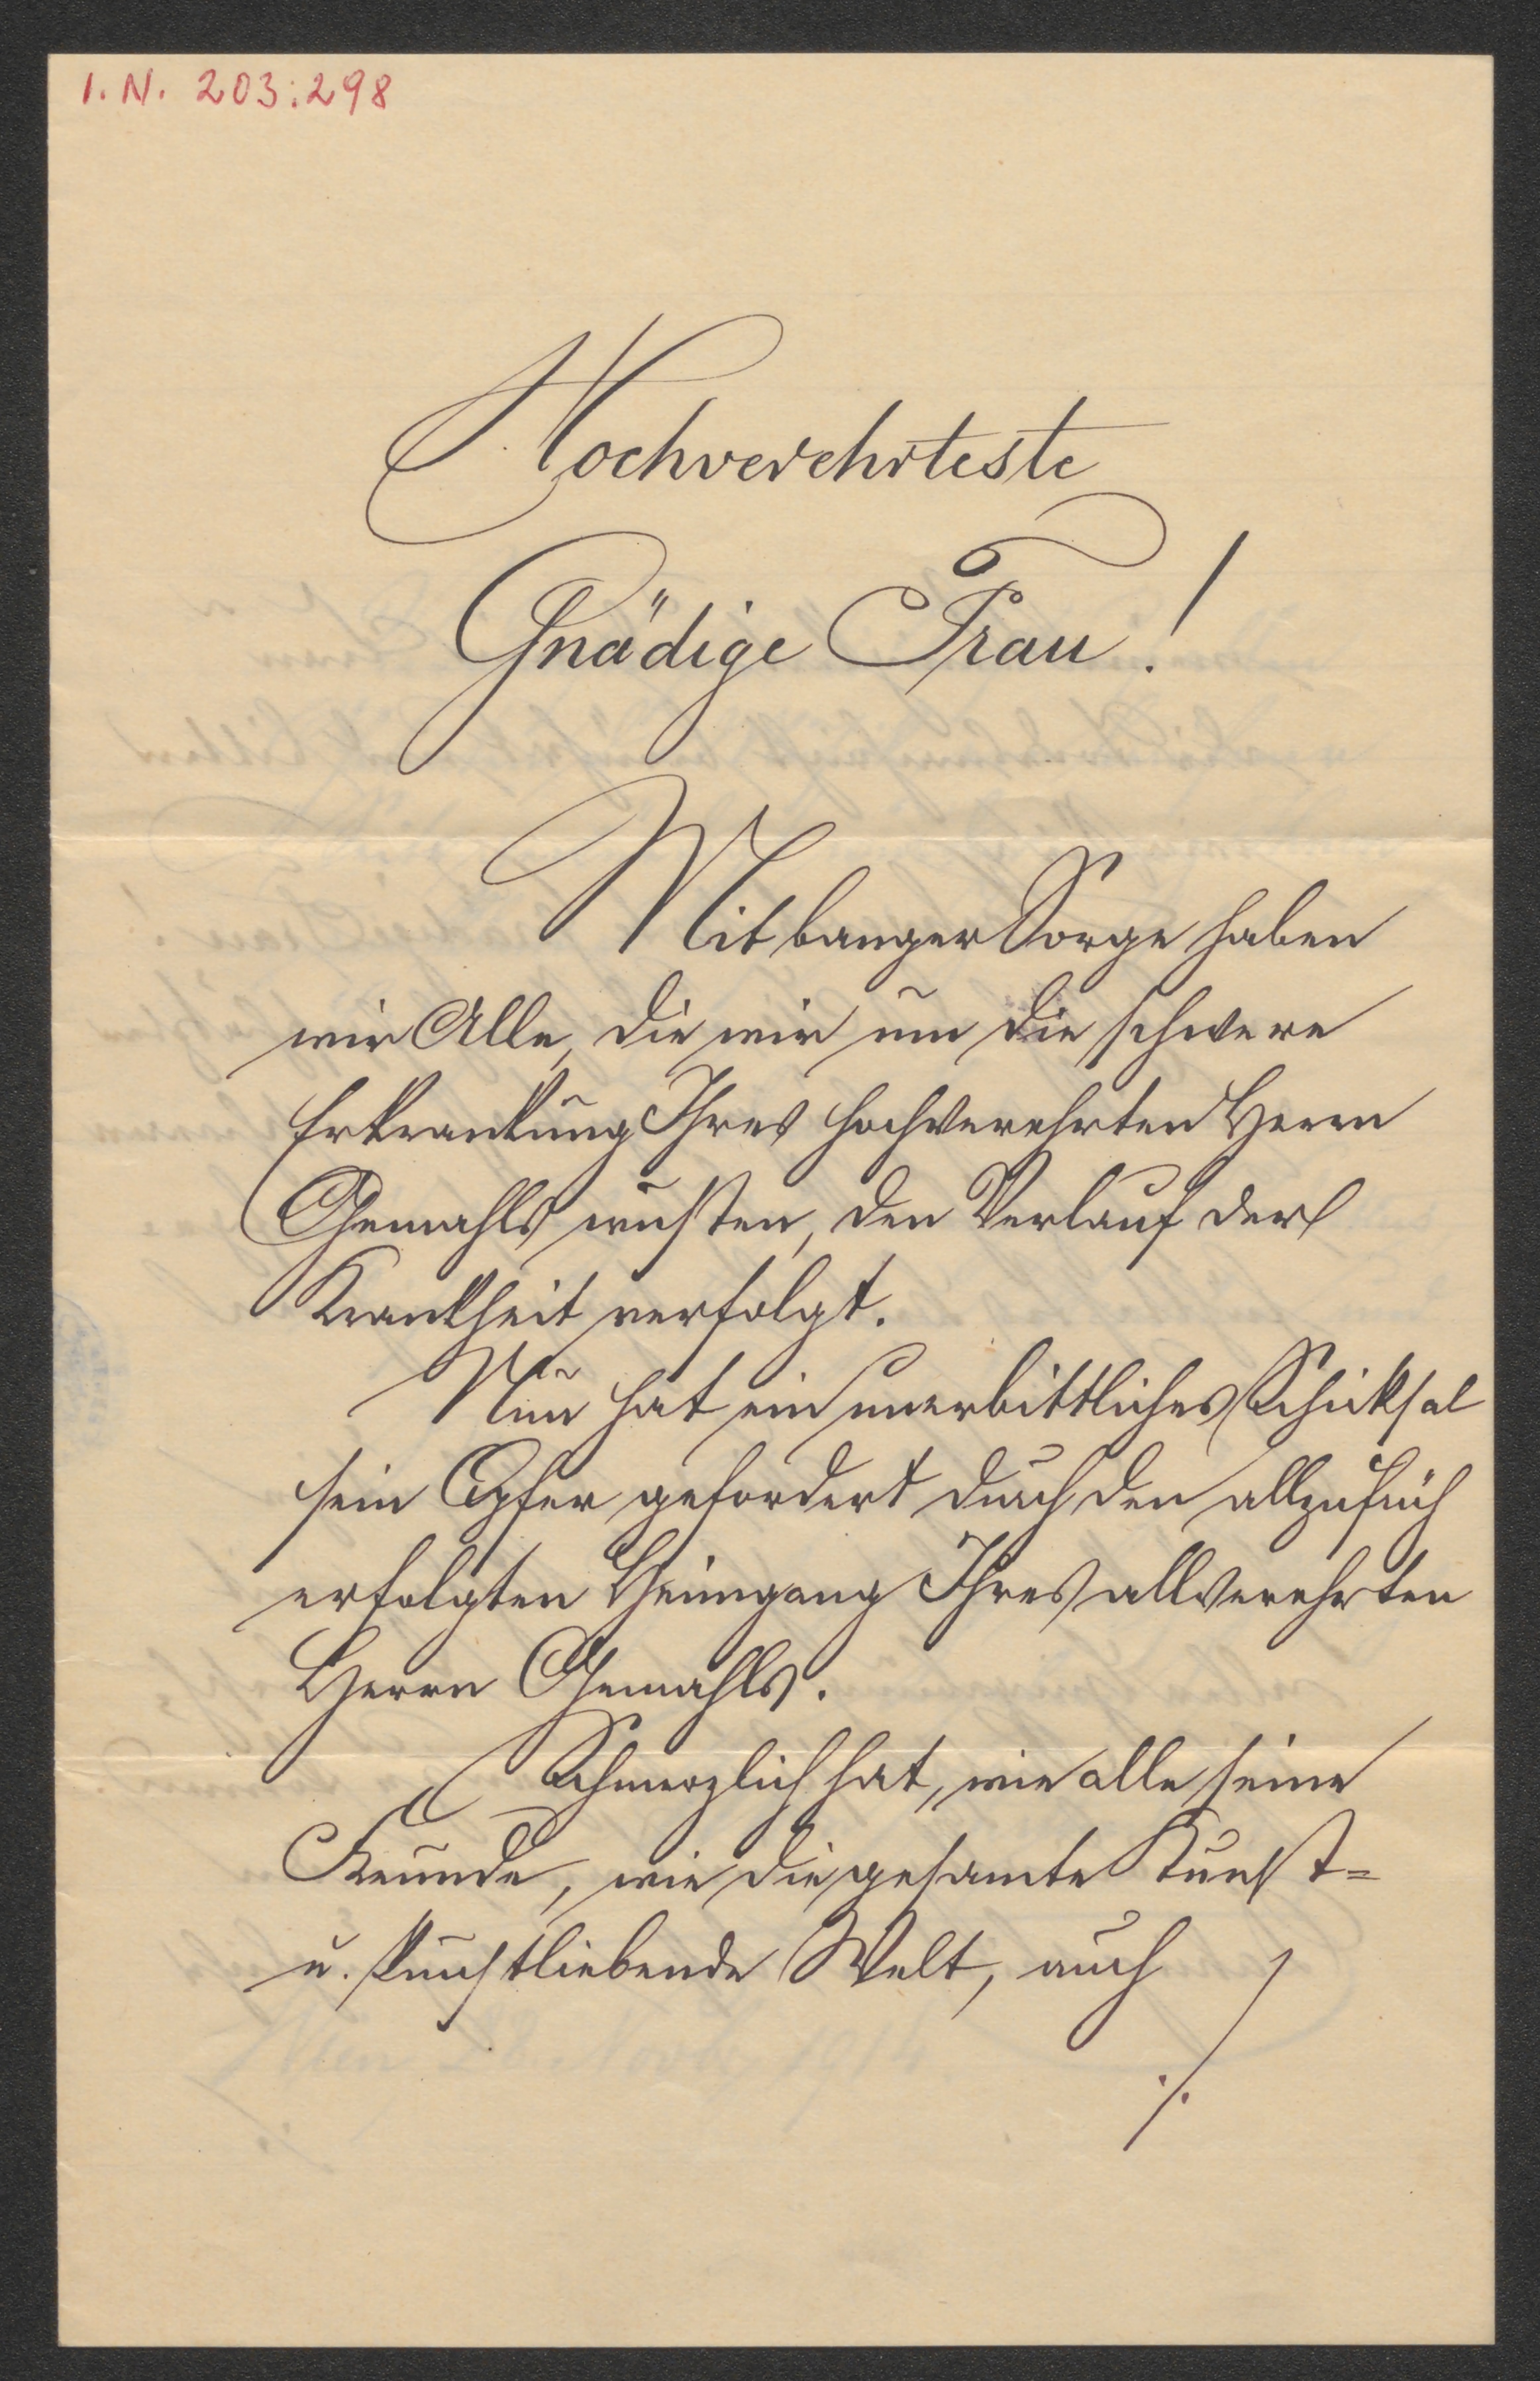 I. N. 203.298
Hochverehrteste
Gnädige Frau!
Mit banger Sorge haben
wir Alle, die wir um die schwere
Erkrankung Ihres hochverehrten Herrn
Gemahls wußten, den Verlauf der
Krankheit verfolgt.
Nun hat ein unerbittliches Schicksal
sein Opfer gefordert durch den allzufrüh
erfolgten Heimgang Ihres allverehrten
Herrn Gemahls.
Schmerzlich hat, wie alle seine
Freunde, wie die gesamte Kunst=
u. kunstliebende Welt, auch
./.